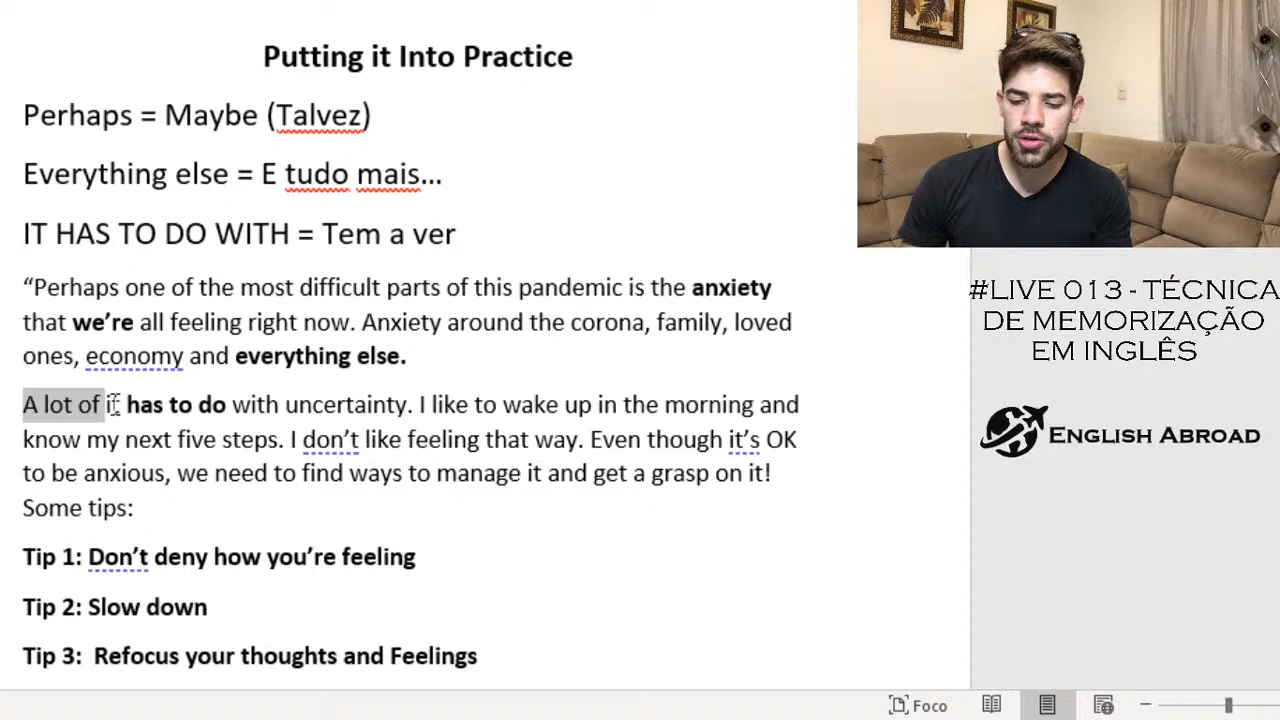 Putting it Into Practice
Perhaps = Maybe (Talvez)
Everything else = E tudo mais...
IT HAS TO DO WITH = Tem a ver
“Perhaps one of the most difficult parts of this pandemic is the anxiety
that we’re all feeling right now. Anxiety around the corona, family, loved
ones, economy and everything else.
A lot of it has to do with uncertainty. I like to wake up in the morning and
know my next five steps. I don’t like feeling that way. Even though it’s OK
to be anxious, we need to find ways to manage it and get a grasp on it!
Some tips:
Tip 1: Don’t deny how you’re feeling
Tip 2: Slow down
Tip 3: Refocus your thoughts and Feelings
#LIVE 013 - TÉCNICA
DE MEMORIZAÇÃO
EM INGLÊS
ENGLISH ABROAD
Foco